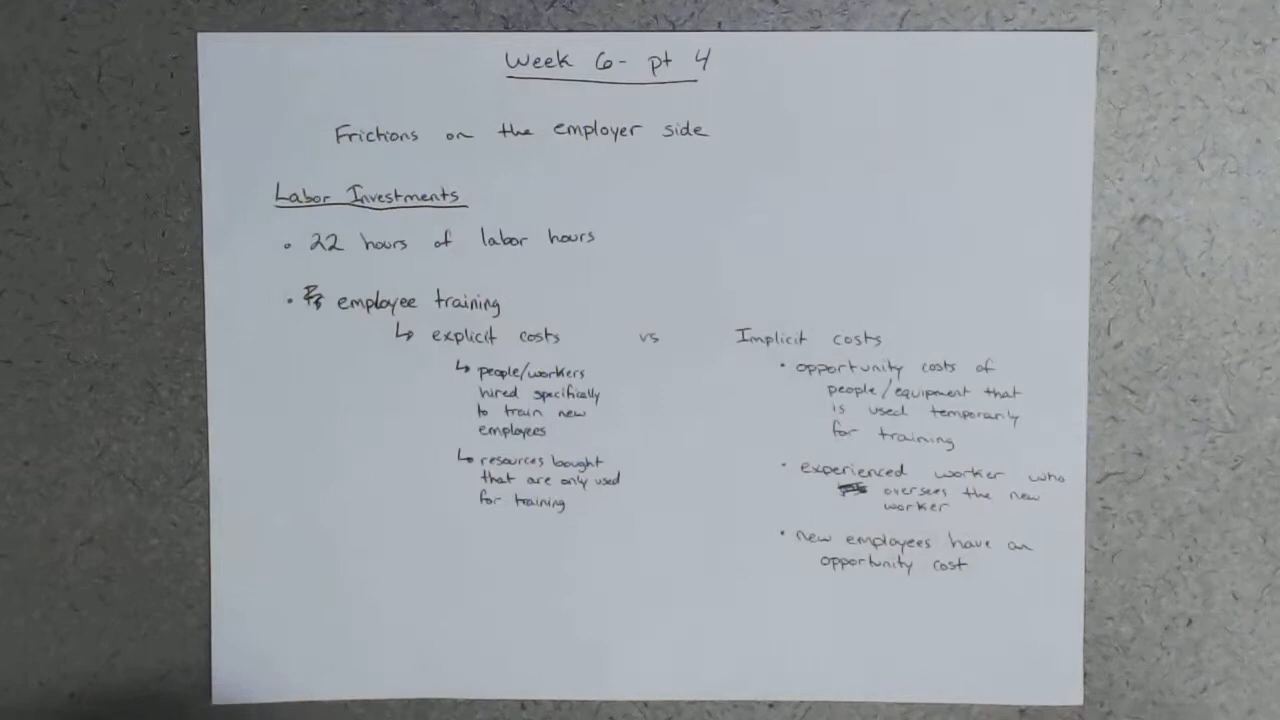 Week 6- pt 4
Frictions on the employer side
Labor Investments
• 22 hours of labor hours
• employee training
↳ explicit costs vs Implicit costs
↳ people/workers
hired specifically
to train new
employees
↳ resources bought
that are only used
for training
• opportunity costs of
people/equipment that
is used temporarily
for training
• experienced worker who
oversees the new
worker
• new employees have an
opportunity cost